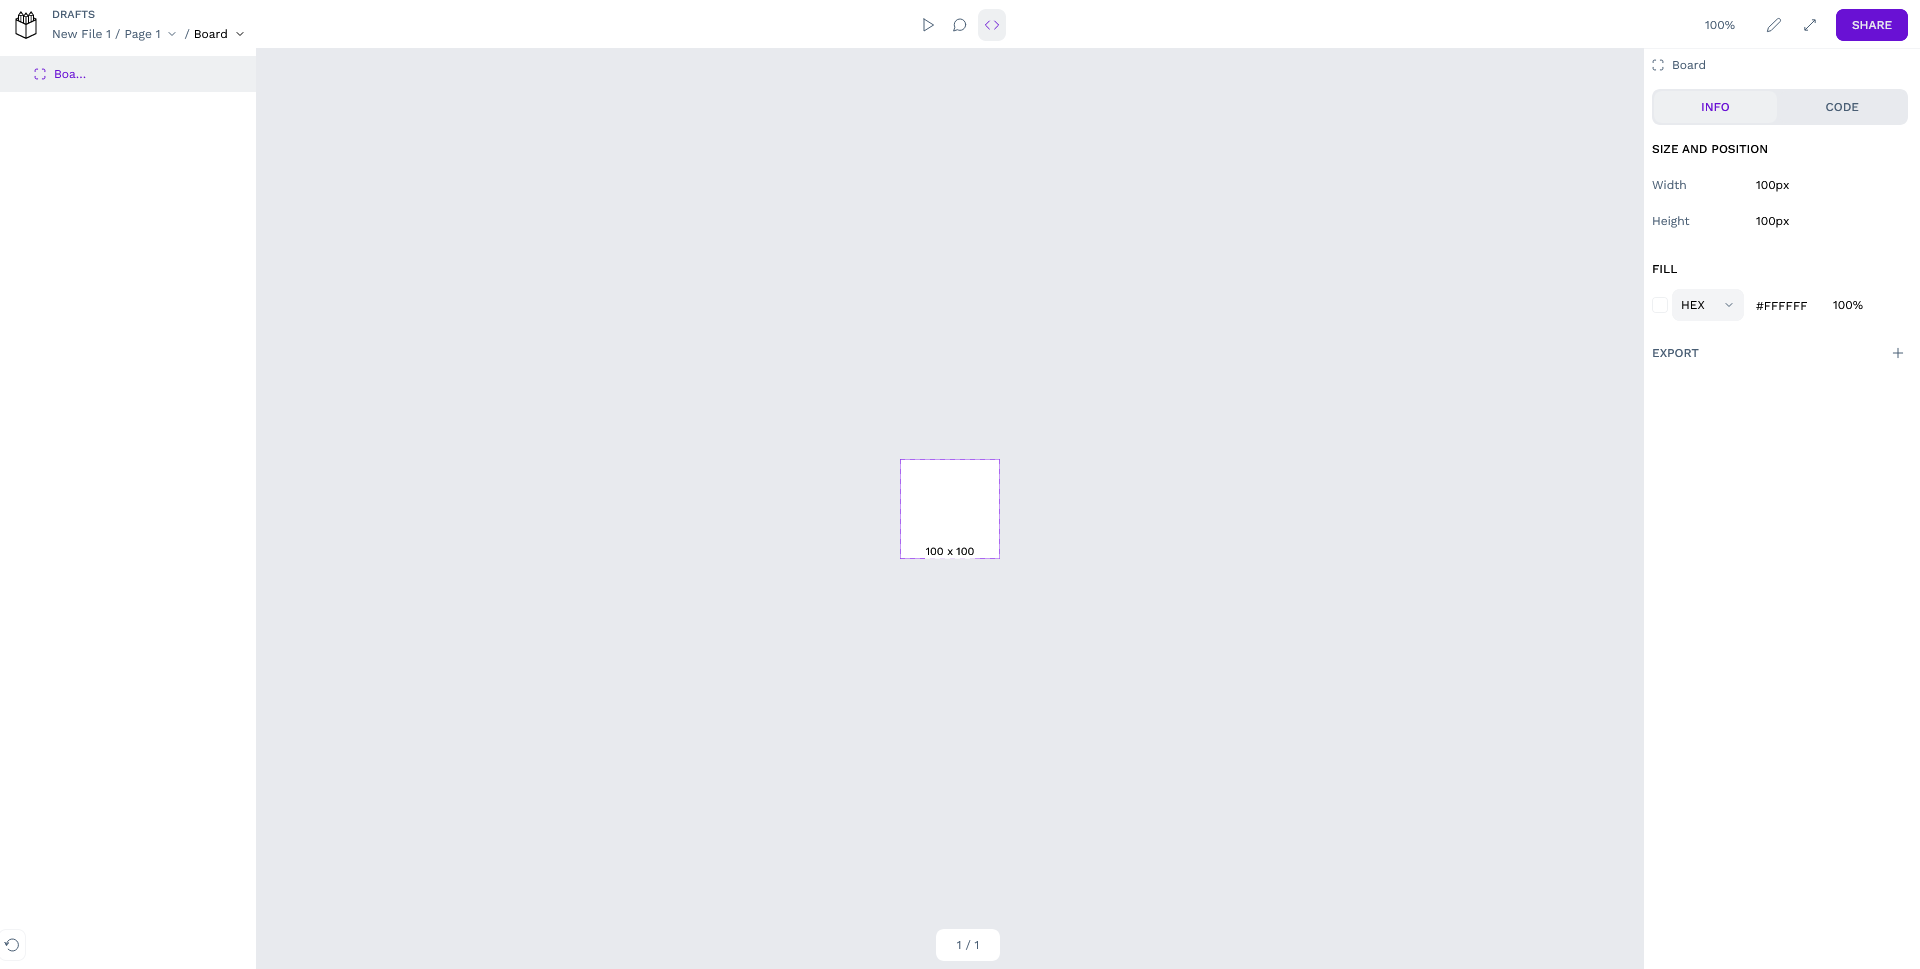 DRAFTS
New File 1 / Page 1 / Board
100%
SHARE
Boa...
Board
INFO
CODE
SIZE AND POSITION
Width 100px
Height 100px
FILL
HEX #FFFFFF 100%
EXPORT
100 x 100
1 / 1